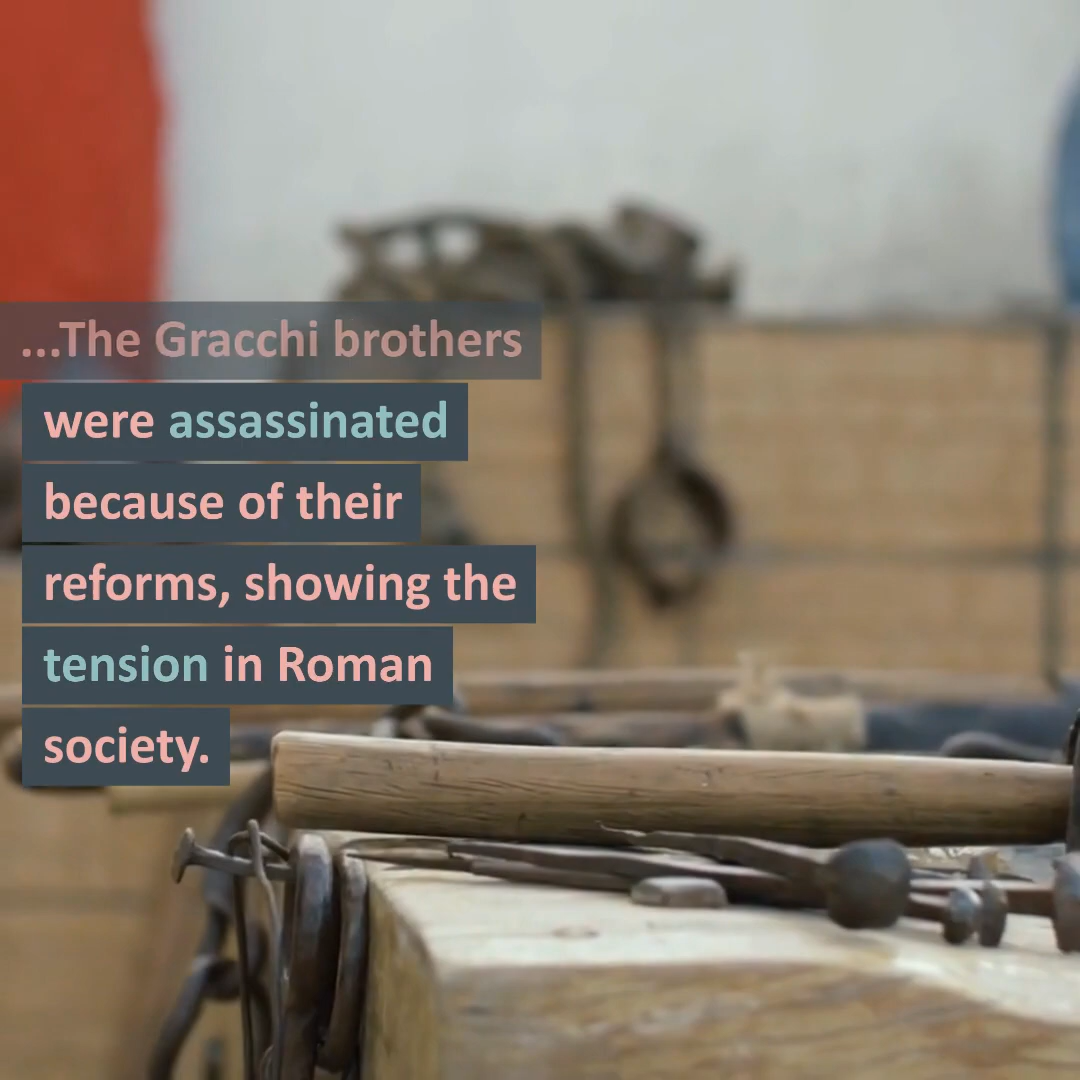 ...The Gracchi brothers
were assassinated
because of their
reforms, showing the
tension in Roman
society.